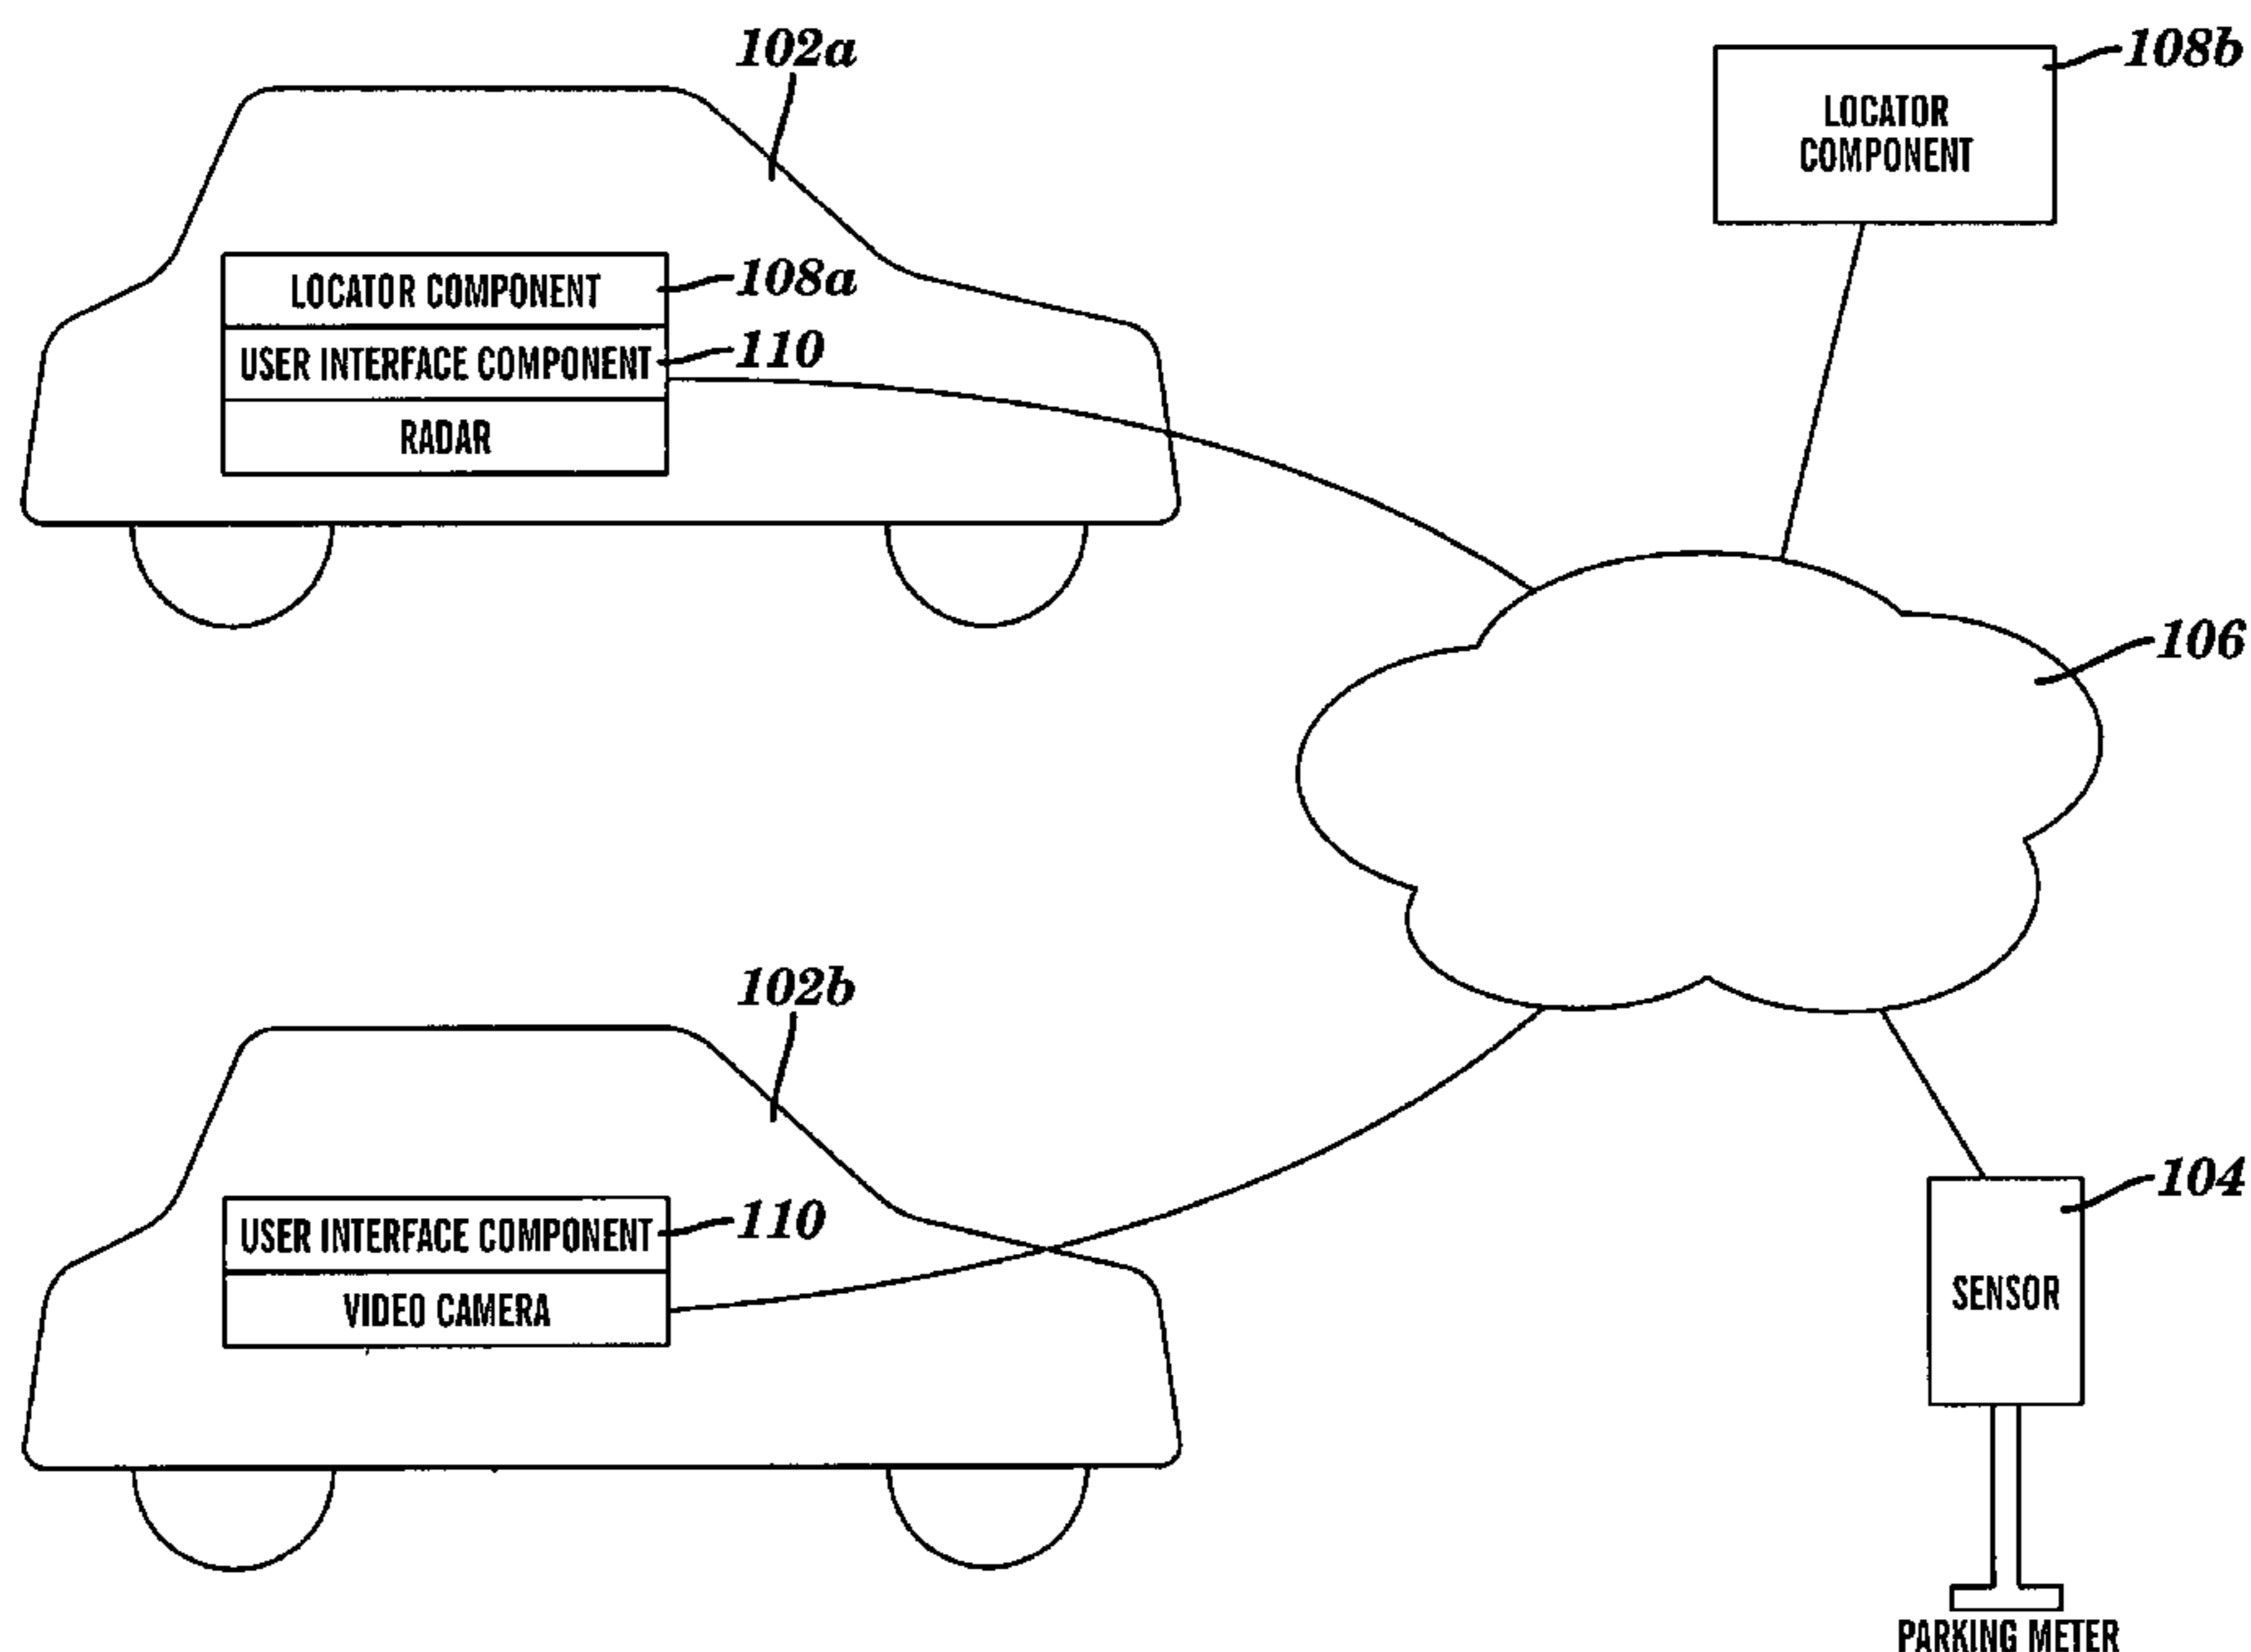 102a
108b
LOCATOR
COMPONENT
LOCATOR COMPONENT
108a
USER INTERFACE COMPONENT
110
RADAR
106
102b
USER INTERFACE COMPONENT
110
VIDEO CAMERA
104
SENSOR
PARKING METER